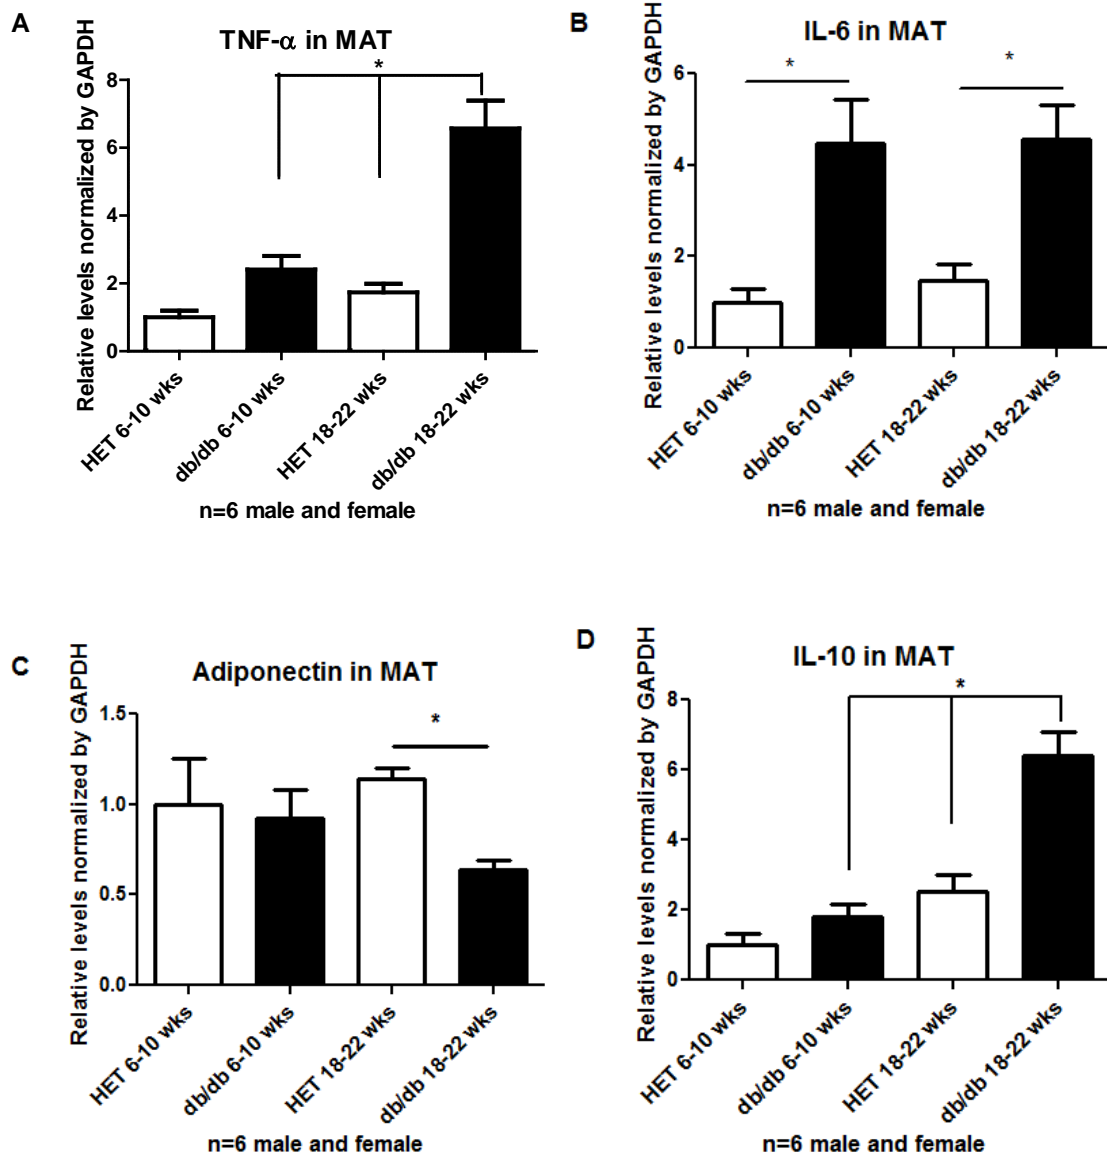 A
TNF-α in MAT
Relative levels normalized by GAPDH
8
6
4
2
0
*
HET 6-10 wks
db/db 6-10 wks
HET 18-22 wks
db/db 18-22 wks
n=6 male and female
B
IL-6 in MAT
Relative levels normalized by GAPDH
6
4
2
0
*
*
HET 6-10 wks
db/db 6-10 wks
HET 18-22 wks
db/db 18-22 wks
n=6 male and female
C
Adiponectin in MAT
Relative levels normalized by GAPDH
1.5
1.0
0.5
0.0
*
HET 6-10 wks
db/db 6-10 wks
HET 18-22 wks
db/db 18-22 wks
n=6 male and female
D
IL-10 in MAT
Relative levels normalized by GAPDH
8
6
4
2
0
*
HET 6-10 wks
db/db 6-10 wks
HET 18-22 wks
db/db 18-22 wks
n=6 male and female